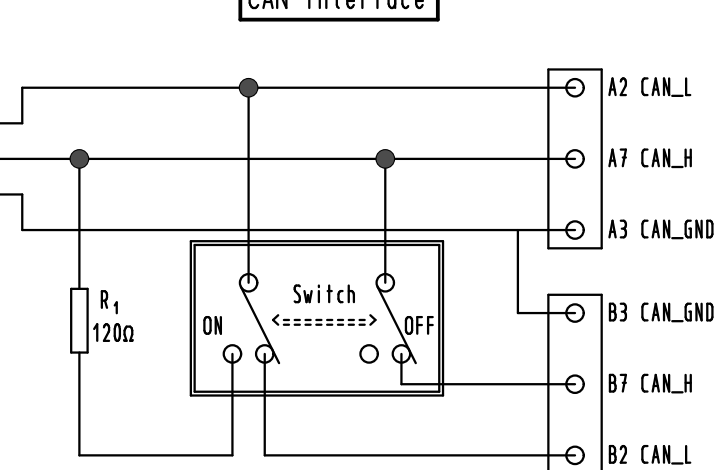 CAN Interface
A2 CAN_L
A7 CAN_H
A3 CAN_GND
Switch
ON
OFF
R1
120Ω
B3 CAN_GND
B7 CAN_H
B2 CAN_L